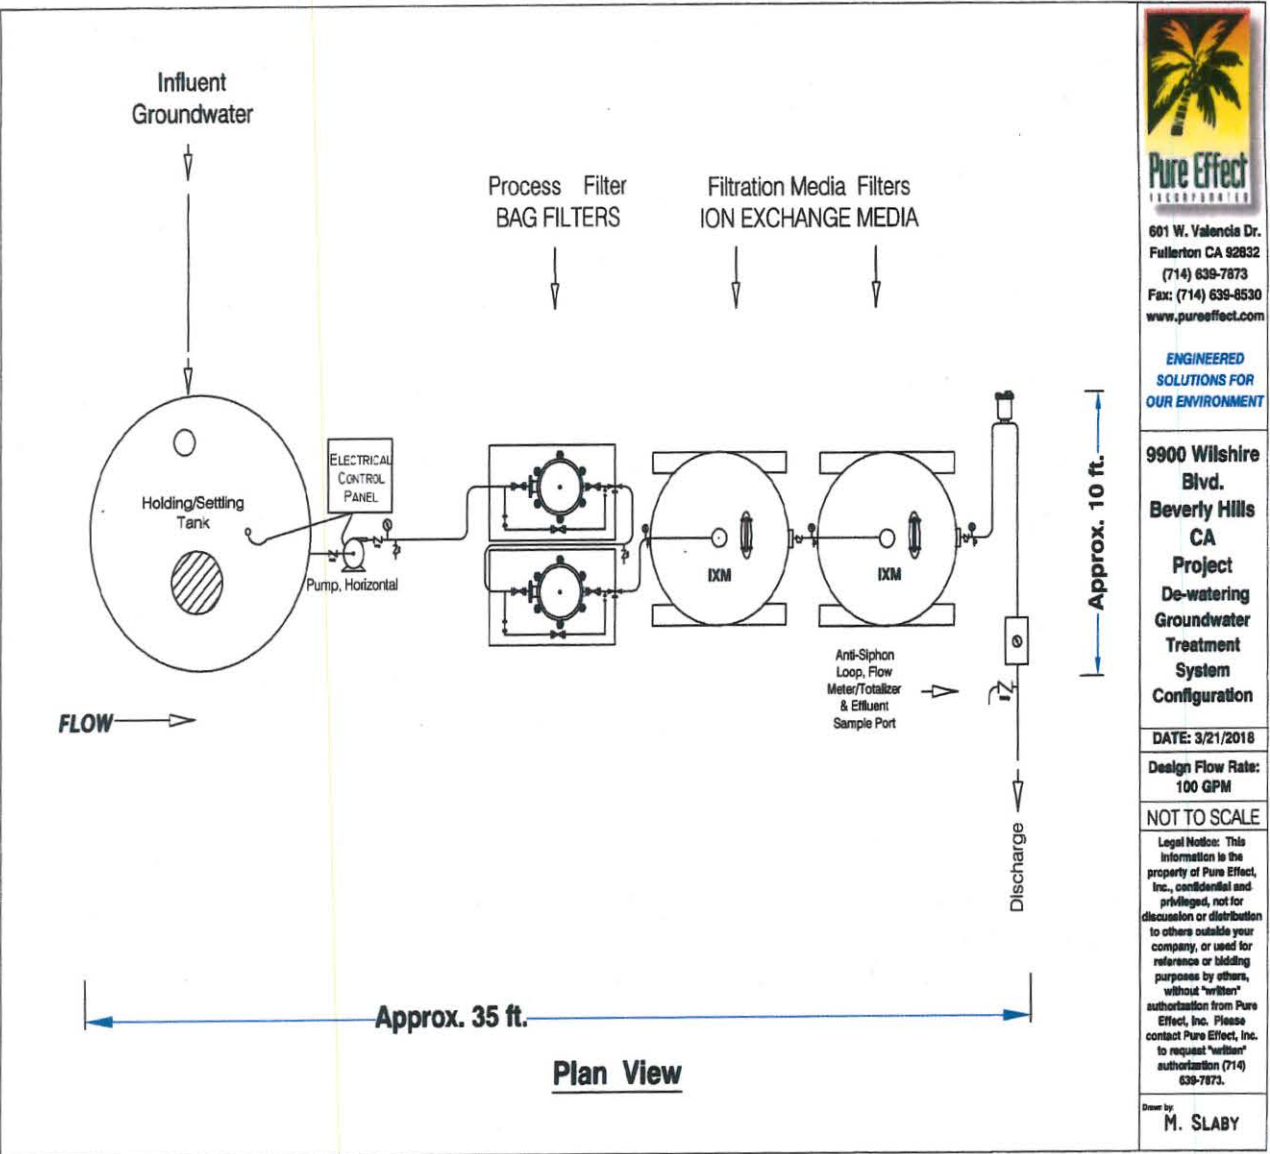 Influent
Groundwater
Process Filter
BAG FILTERS
Filtration Media Filters
ION EXCHANGE MEDIA
Holding/Settling
Tank
ELECTRICAL
CONTROL
PANEL
Pump, Horizontal
IXM
IXM
Approx. 10 ft.
Anti-Siphon
Loop, Flow
Meter/Totalizer
& Effluent
Sample Port
FLOW
Discharge
Approx. 35 ft.
Plan View
Pure Effect
INCORPORATED
601 W. Valencia Dr.
Fullerton CA 92832
(714) 639-7873
Fax: (714) 639-8530
www.pureeffect.com
ENGINEERED
SOLUTIONS FOR
OUR ENVIRONMENT
9900 Wilshire
Blvd.
Beverly Hills
CA
Project
De-watering
Groundwater
Treatment
System
Configuration
DATE: 3/21/2018
Design Flow Rate:
100 GPM
NOT TO SCALE
Legal Notice: This
information is the
property of Pure Effect,
Inc., confidential and
privileged, not for
discussion or distribution
to others outside your
company, or used for
reference or bidding
purposes by others,
without "written"
authorization from Pure
Effect, Inc. Please
contact Pure Effect, Inc.
to request "written"
authorization (714)
639-7873.
Drawn by:
M. SLABY